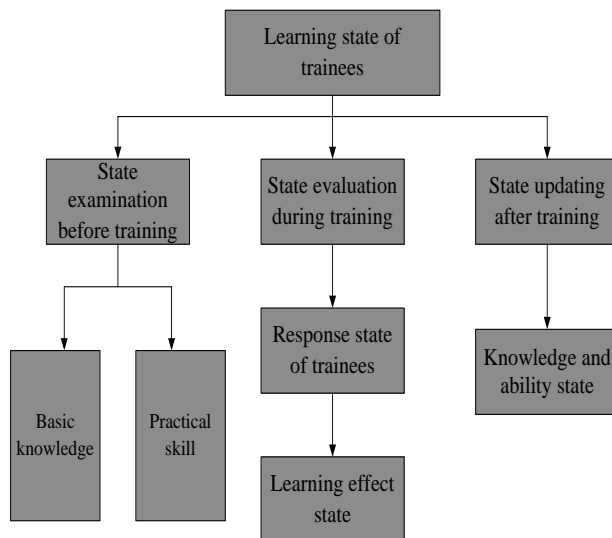 Learning state of
trainees
State
examination
before training
State evaluation
during training
State updating
after training
Response state
of trainees
Knowledge and
ability state
Basic
knowledge
Practical
skill
Learning effect
state